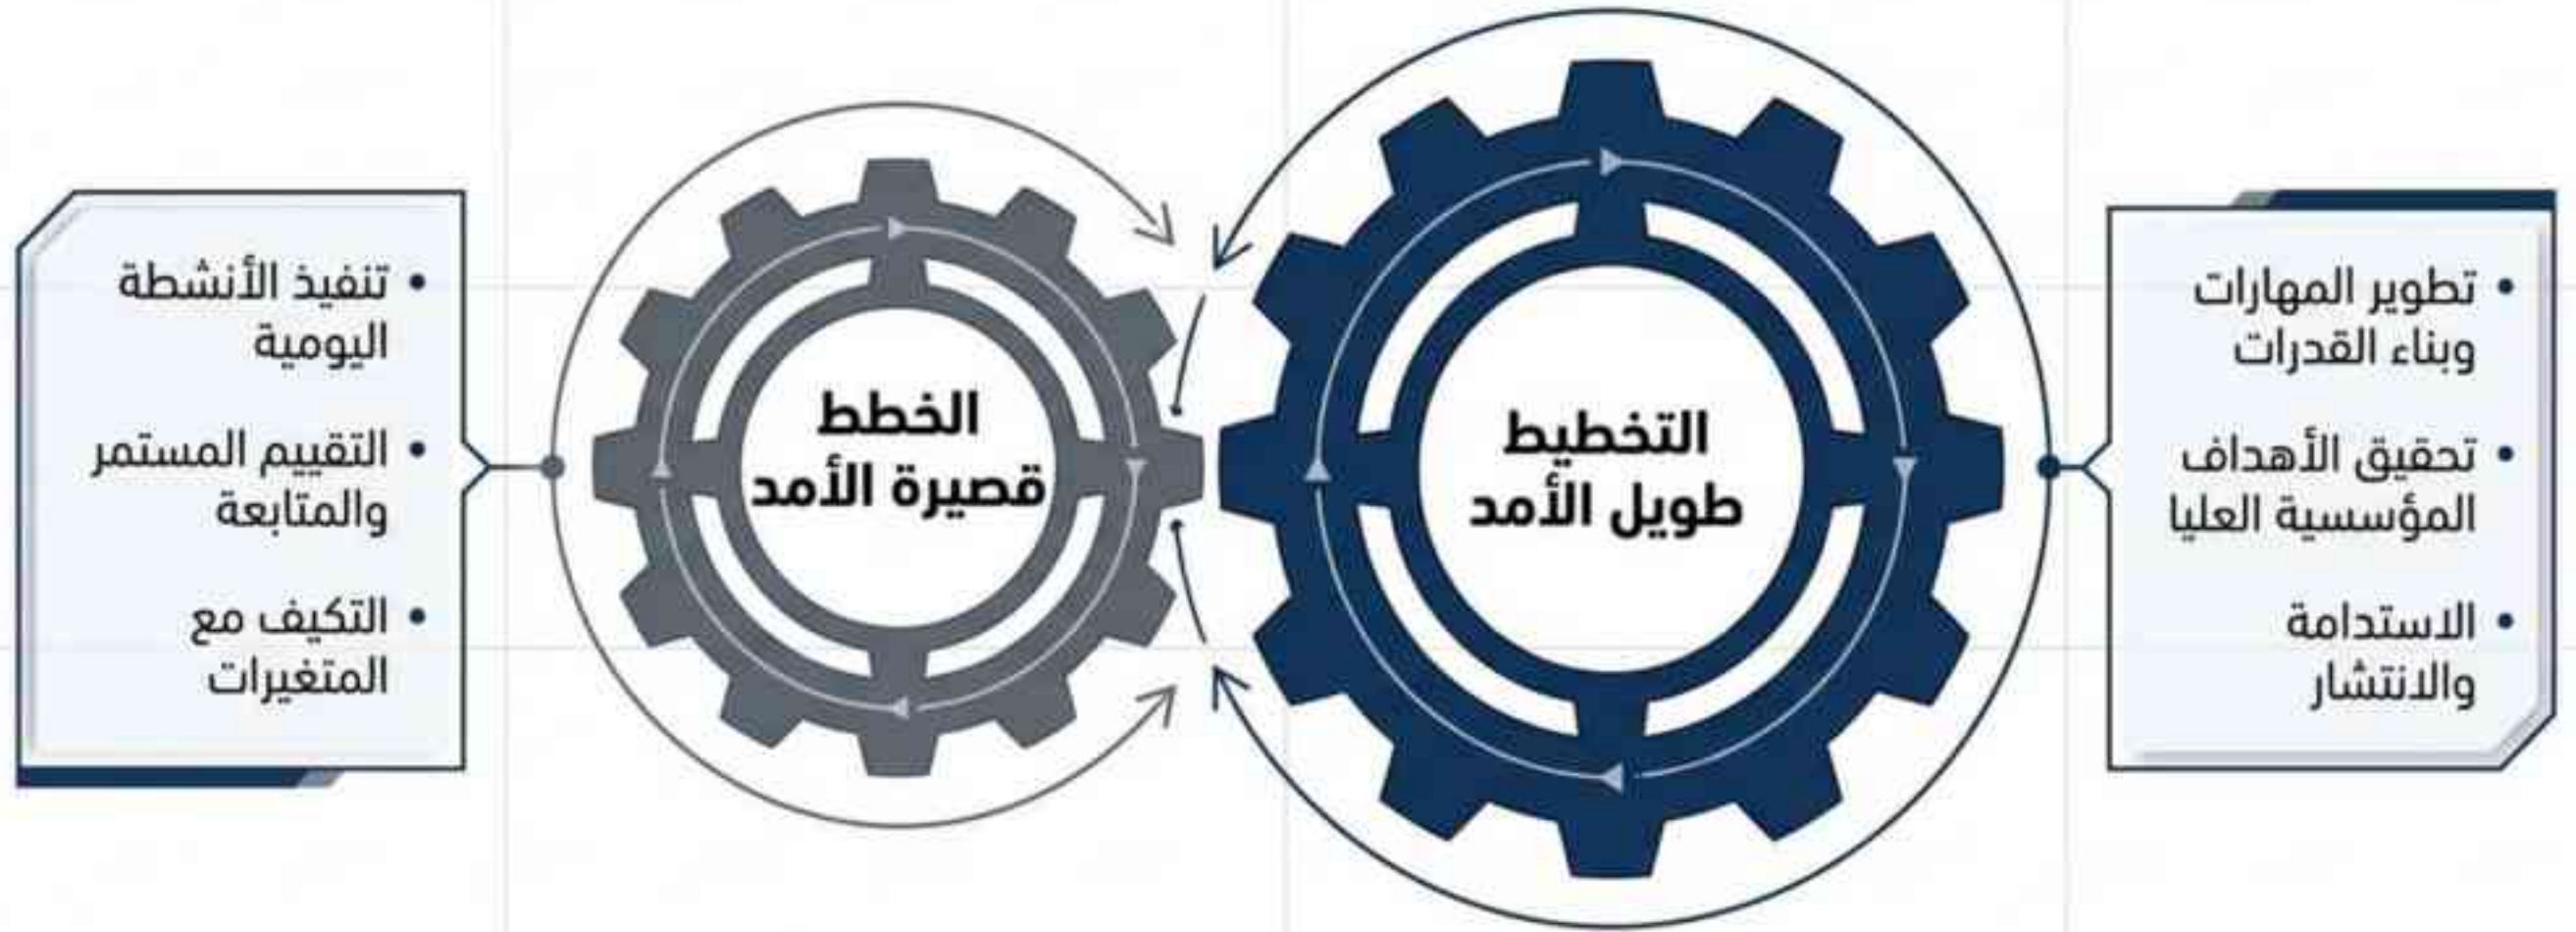 • تطوير المهارات
وبناء القدرات
• تحقيق الأهداف
المؤسسية العليا
• الاستدامة
والانتشار
التخطيط
طويل الأمد
الخطط
قصيرة الأمد
• تنفيذ الأنشطة
اليومية
• التقييم المستمر
والمتابعة
• التكيف مع
المتغيرات